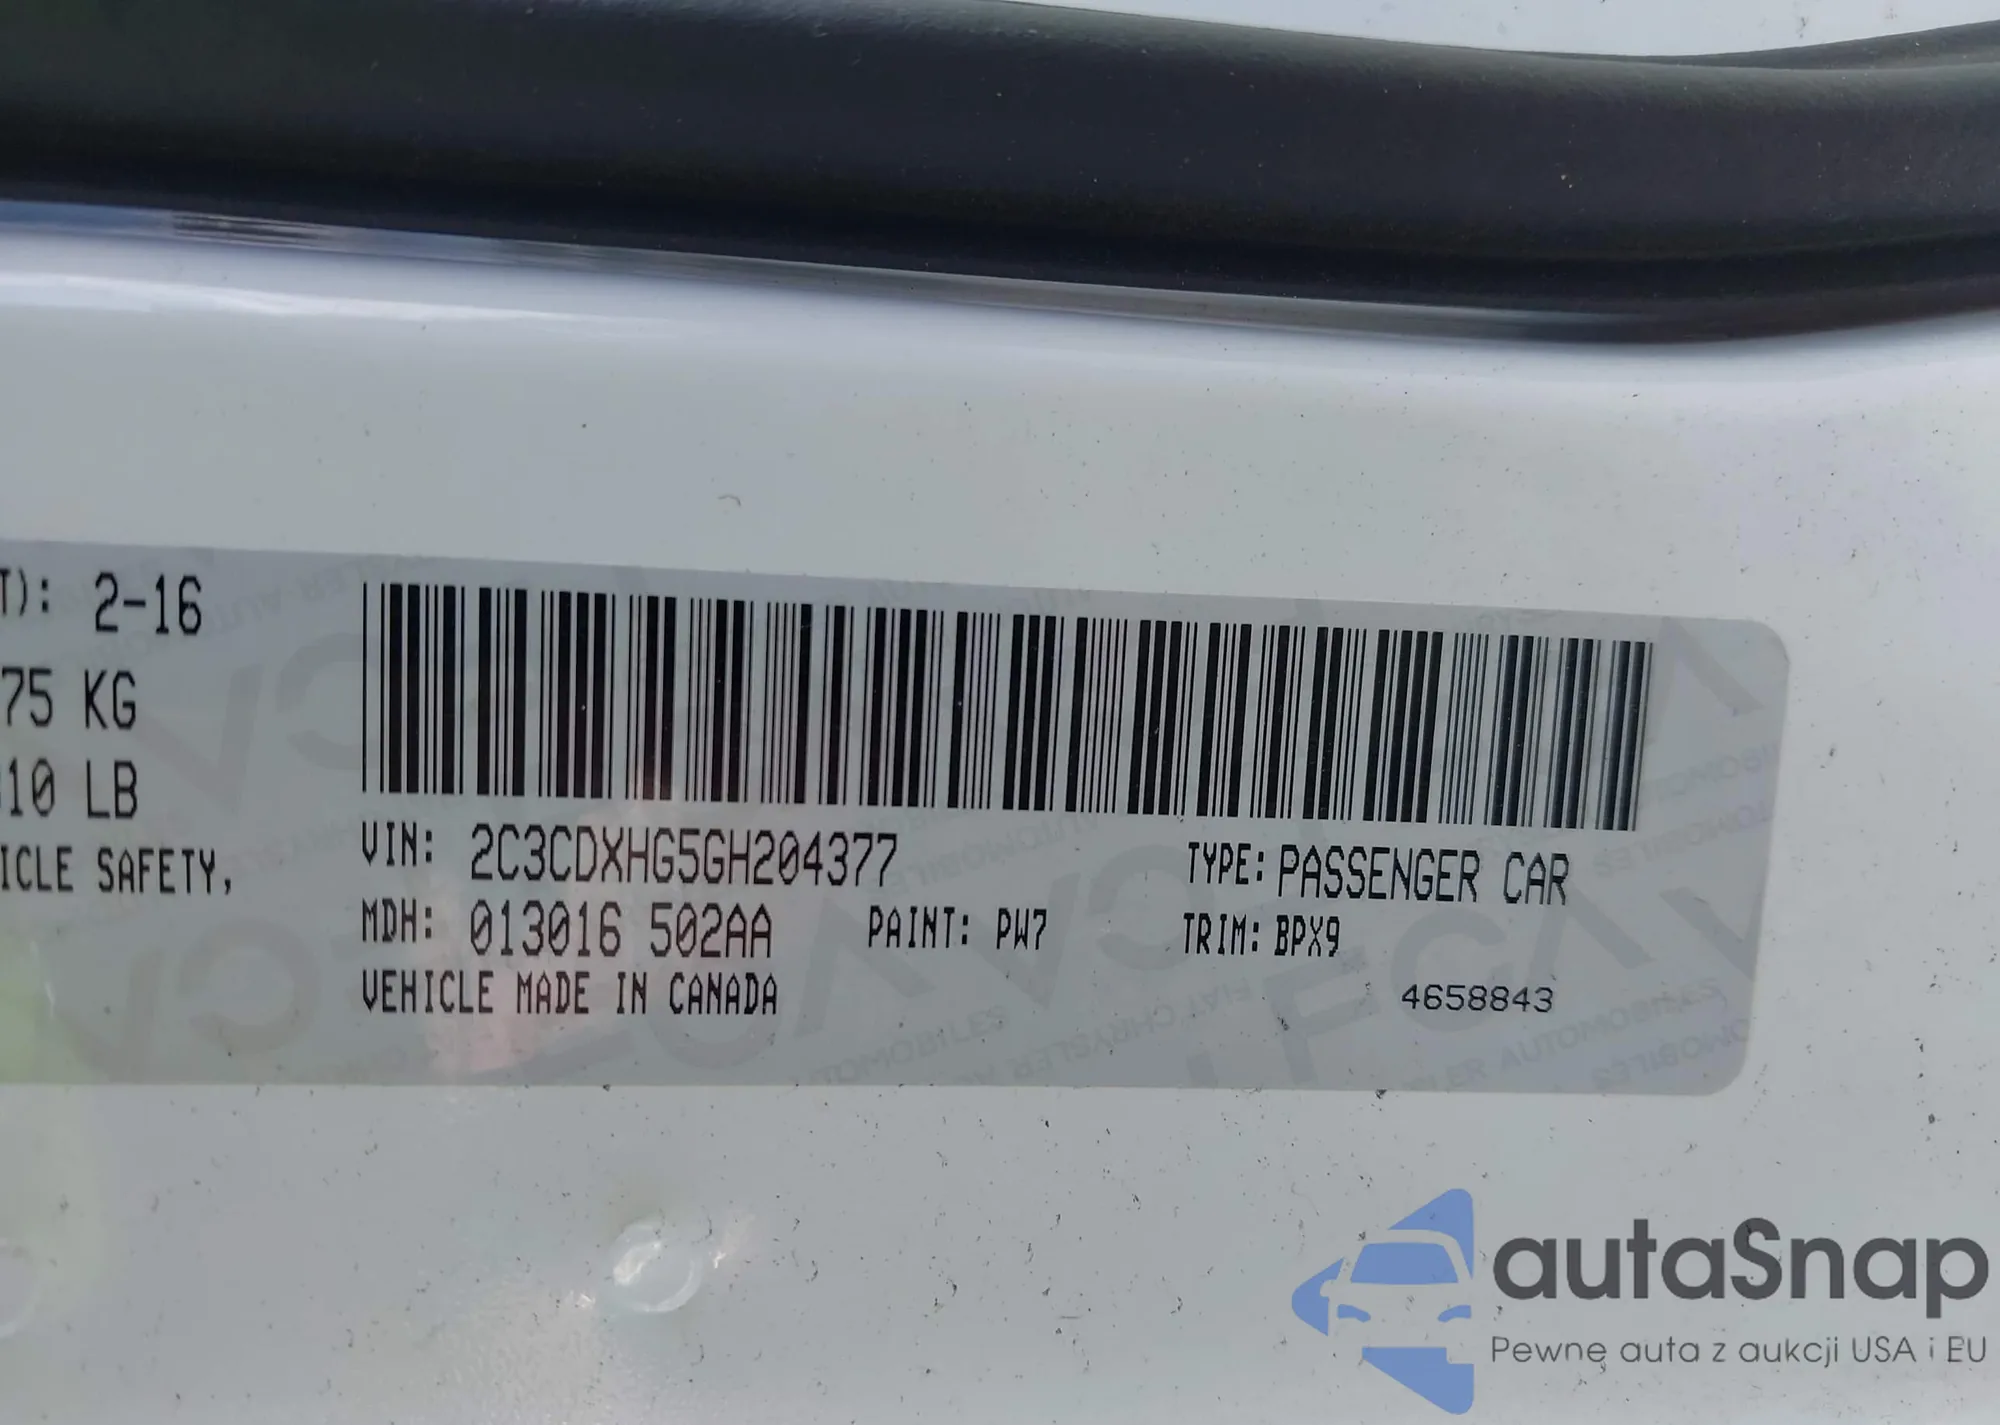 T): 2-16
75 KG
10 LB
ICLE SAFETY,
VIN: 2C3CDXHG5GH204377
TYPE: PASSENGER CAR
MDH: 013016 502AA
PAINT: PW7
TRIM: BPX9
VEHICLE MADE IN CANADA
4658843
autaSnap
Pewne auta z aukcji USA i EU